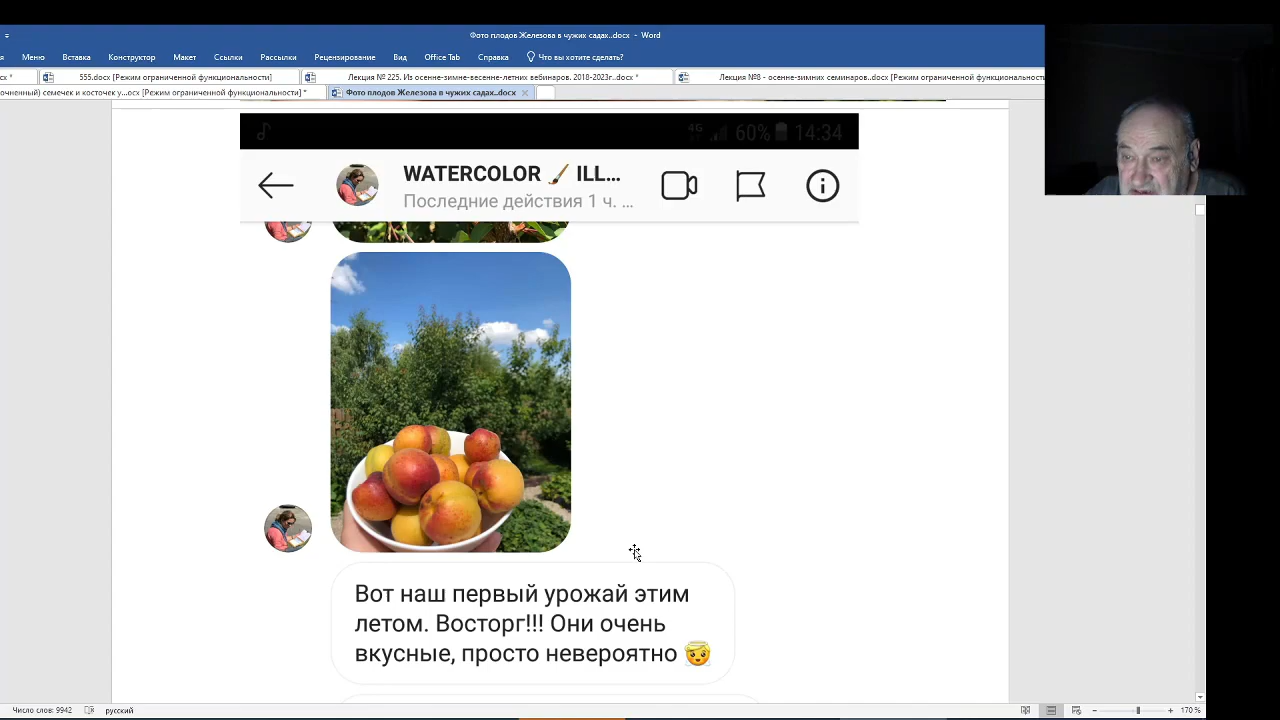 Фото плодов Железова в чужих садах..docx - Word
Меню Вставка Конструктор Макет Ссылки Рассылки Рецензирование Вид Office Tab Справка Что вы хотите сделать?
сх * 555.docx [Режим ограниченной функциональности] Лекция № 225. Из осенне-зимне-весенне-летних вебинаров. 2018-2023г..docx * Лекция №8 - осенне-зимних семинаров..docx [Режим ограниченной функциональност
ноченный) семечек и косточек у...ocx [Режим ограниченной функциональности] * Фото плодов Железова в чужих садах..docx
4G 60% 14:34
WATERCOLOR 🖌️ ILL...
Последние действия 1 ч. ...
Вот наш первый урожай этим
летом. Восторг!!! Они очень
вкусные, просто невероятно 😇
Число слов: 9942 русский 170 %